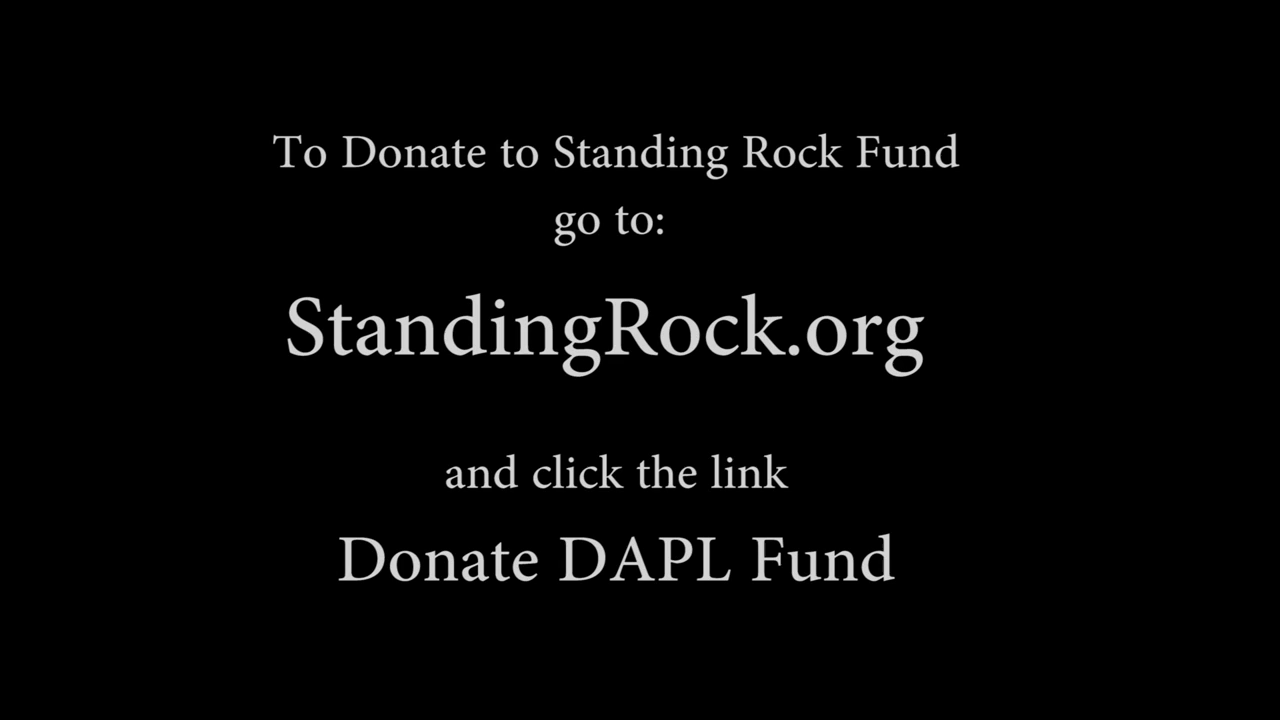 To Donate to Standing Rock Fund
go to:
StandingRock.org
and click the link
Donate DAPL Fund